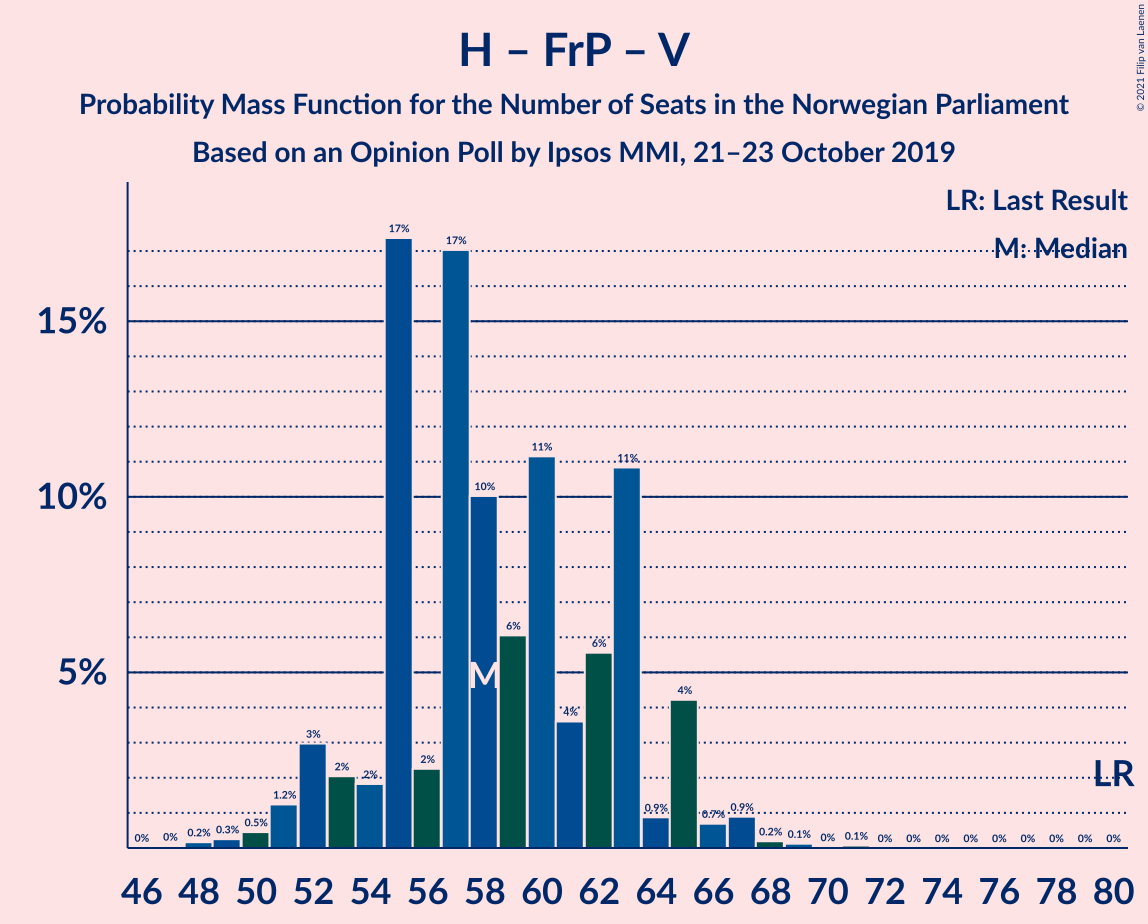 H – FrP – V
Probability Mass Function for the Number of Seats in the Norwegian Parliament
Based on an Opinion Poll by Ipsos MMI, 21–23 October 2019
© 2021 Filip van Laenen
LR: Last Result
M: Median
15%
10%
5%
0% 0% 0.2% 0.3% 0.5% 1.2% 3% 2% 2% 17% 2% 17% 10% 6% 11% 4% 6% 11% 0.9% 4% 0.7% 0.9% 0.2% 0.1% 0% 0.1% 0% 0% 0% 0% 0% 0% 0% 0% 0%
M
LR
46 48 50 52 54 56 58 60 62 64 66 68 70 72 74 76 78 80